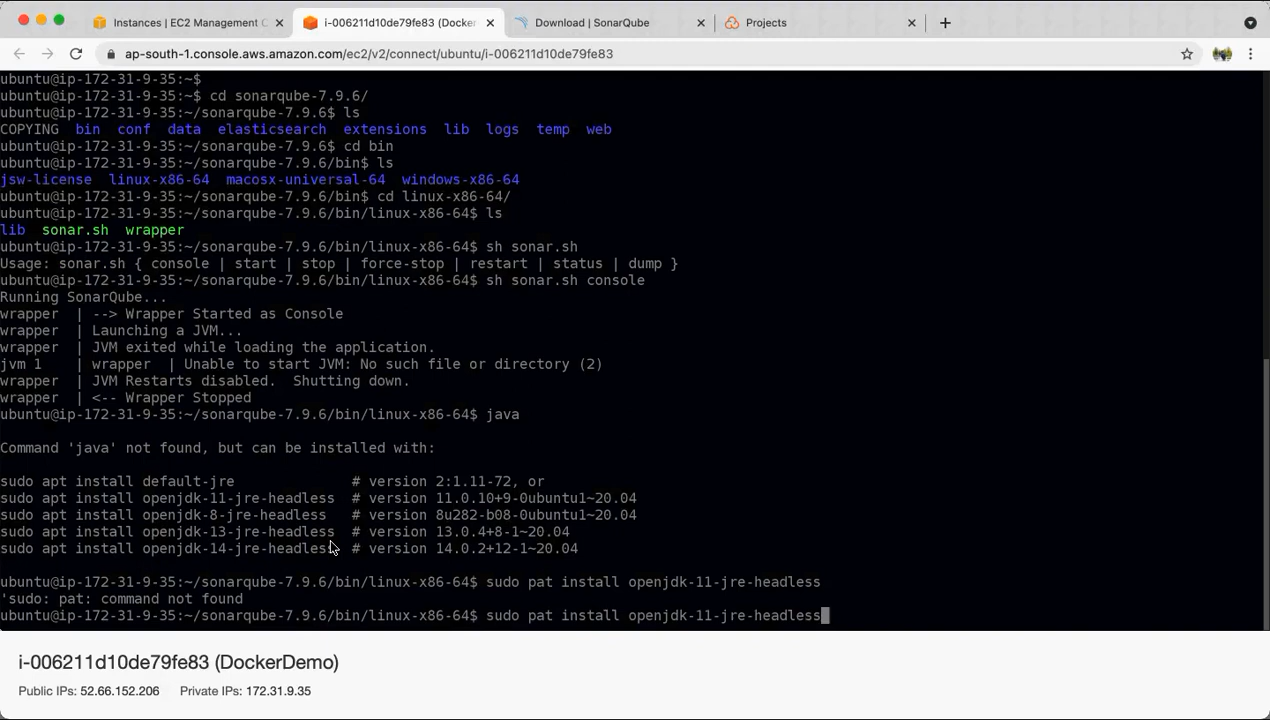 Instances | EC2 Management C
i-006211d10de79fe83 (Docker
Download | SonarQube
Projects
ap-south-1.console.aws.amazon.com/ec2/v2/connect/ubuntu/i-006211d10de79fe83
ubuntu@ip-172-31-9-35:~$
ubuntu@ip-172-31-9-35:~$ cd sonarqube-7.9.6/
ubuntu@ip-172-31-9-35:~/sonarqube-7.9.6$ ls
COPYING bin conf data elasticsearch extensions lib logs temp web
ubuntu@ip-172-31-9-35:~/sonarqube-7.9.6$ cd bin
ubuntu@ip-172-31-9-35:~/sonarqube-7.9.6/bin$ ls
jsw-license linux-x86-64 macosx-universal-64 windows-x86-64
ubuntu@ip-172-31-9-35:~/sonarqube-7.9.6/bin$ cd linux-x86-64/
ubuntu@ip-172-31-9-35:~/sonarqube-7.9.6/bin/linux-x86-64$ ls
lib sonar.sh wrapper
ubuntu@ip-172-31-9-35:~/sonarqube-7.9.6/bin/linux-x86-64$ sh sonar.sh
Usage: sonar.sh { console | start | stop | force-stop | restart | status | dump }
ubuntu@ip-172-31-9-35:~/sonarqube-7.9.6/bin/linux-x86-64$ sh sonar.sh console
Running SonarQube...
wrapper | --> Wrapper Started as Console
wrapper | Launching a JVM...
wrapper | JVM exited while loading the application.
jvm 1 | wrapper | Unable to start JVM: No such file or directory (2)
wrapper | JVM Restarts disabled. Shutting down.
wrapper | <-- Wrapper Stopped
ubuntu@ip-172-31-9-35:~/sonarqube-7.9.6/bin/linux-x86-64$ java
Command 'java' not found, but can be installed with:
sudo apt install default-jre # version 2:1.11-72, or
sudo apt install openjdk-11-jre-headless # version 11.0.10+9-0ubuntu1~20.04
sudo apt install openjdk-8-jre-headless # version 8u282-b08-0ubuntu1~20.04
sudo apt install openjdk-13-jre-headless # version 13.0.4+8-1~20.04
sudo apt install openjdk-14-jre-headless # version 14.0.2+12-1~20.04
ubuntu@ip-172-31-9-35:~/sonarqube-7.9.6/bin/linux-x86-64$ sudo pat install openjdk-11-jre-headless
'sudo: pat: command not found
ubuntu@ip-172-31-9-35:~/sonarqube-7.9.6/bin/linux-x86-64$ sudo pat install openjdk-11-jre-headless
i-006211d10de79fe83 (DockerDemo)
Public IPs: 52.66.152.206 Private IPs: 172.31.9.35